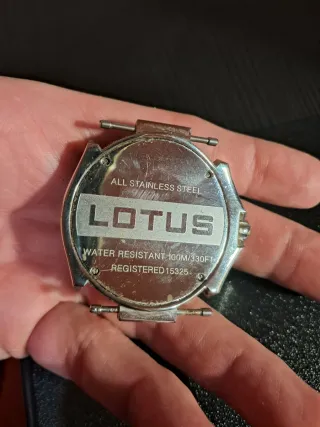 ALL STAINLESS STEEL
LOTUS
WATER RESISTANT 100M/330FT
REGISTERED 15325